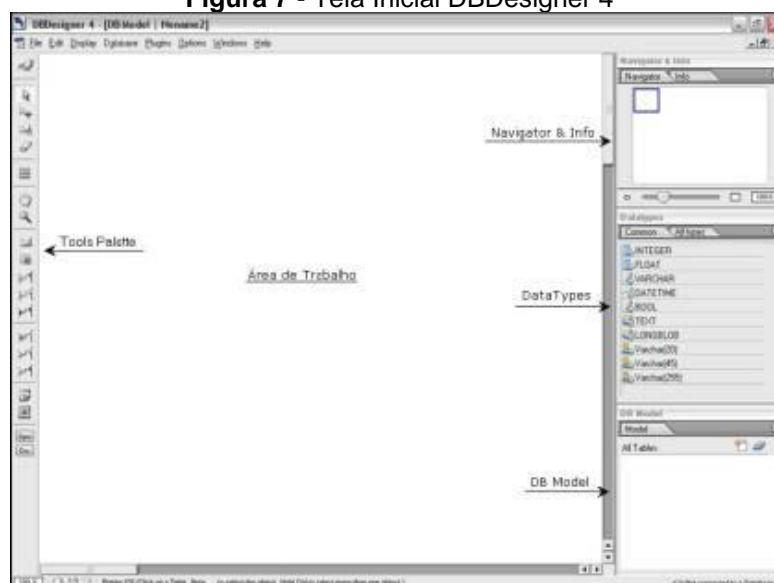 Figura 7 - Tela Inicial DBDesigner 4
DBDesigner 4 - [DB Model | Noname2]
File Edit Display Database Plugins Options Windows Help
Navigator & Info
Navigator Info
Navigator & Info
Tools Palette
Área de Trabalho
Datatypes
Common All types
INTEGER
FLOAT
VARCHAR
DATETIME
BOOL
TEXT
LONGBLOB
Varchar(20)
Varchar(45)
Varchar(255)
DataTypes
DB Model
Model
All Tables
DB Model